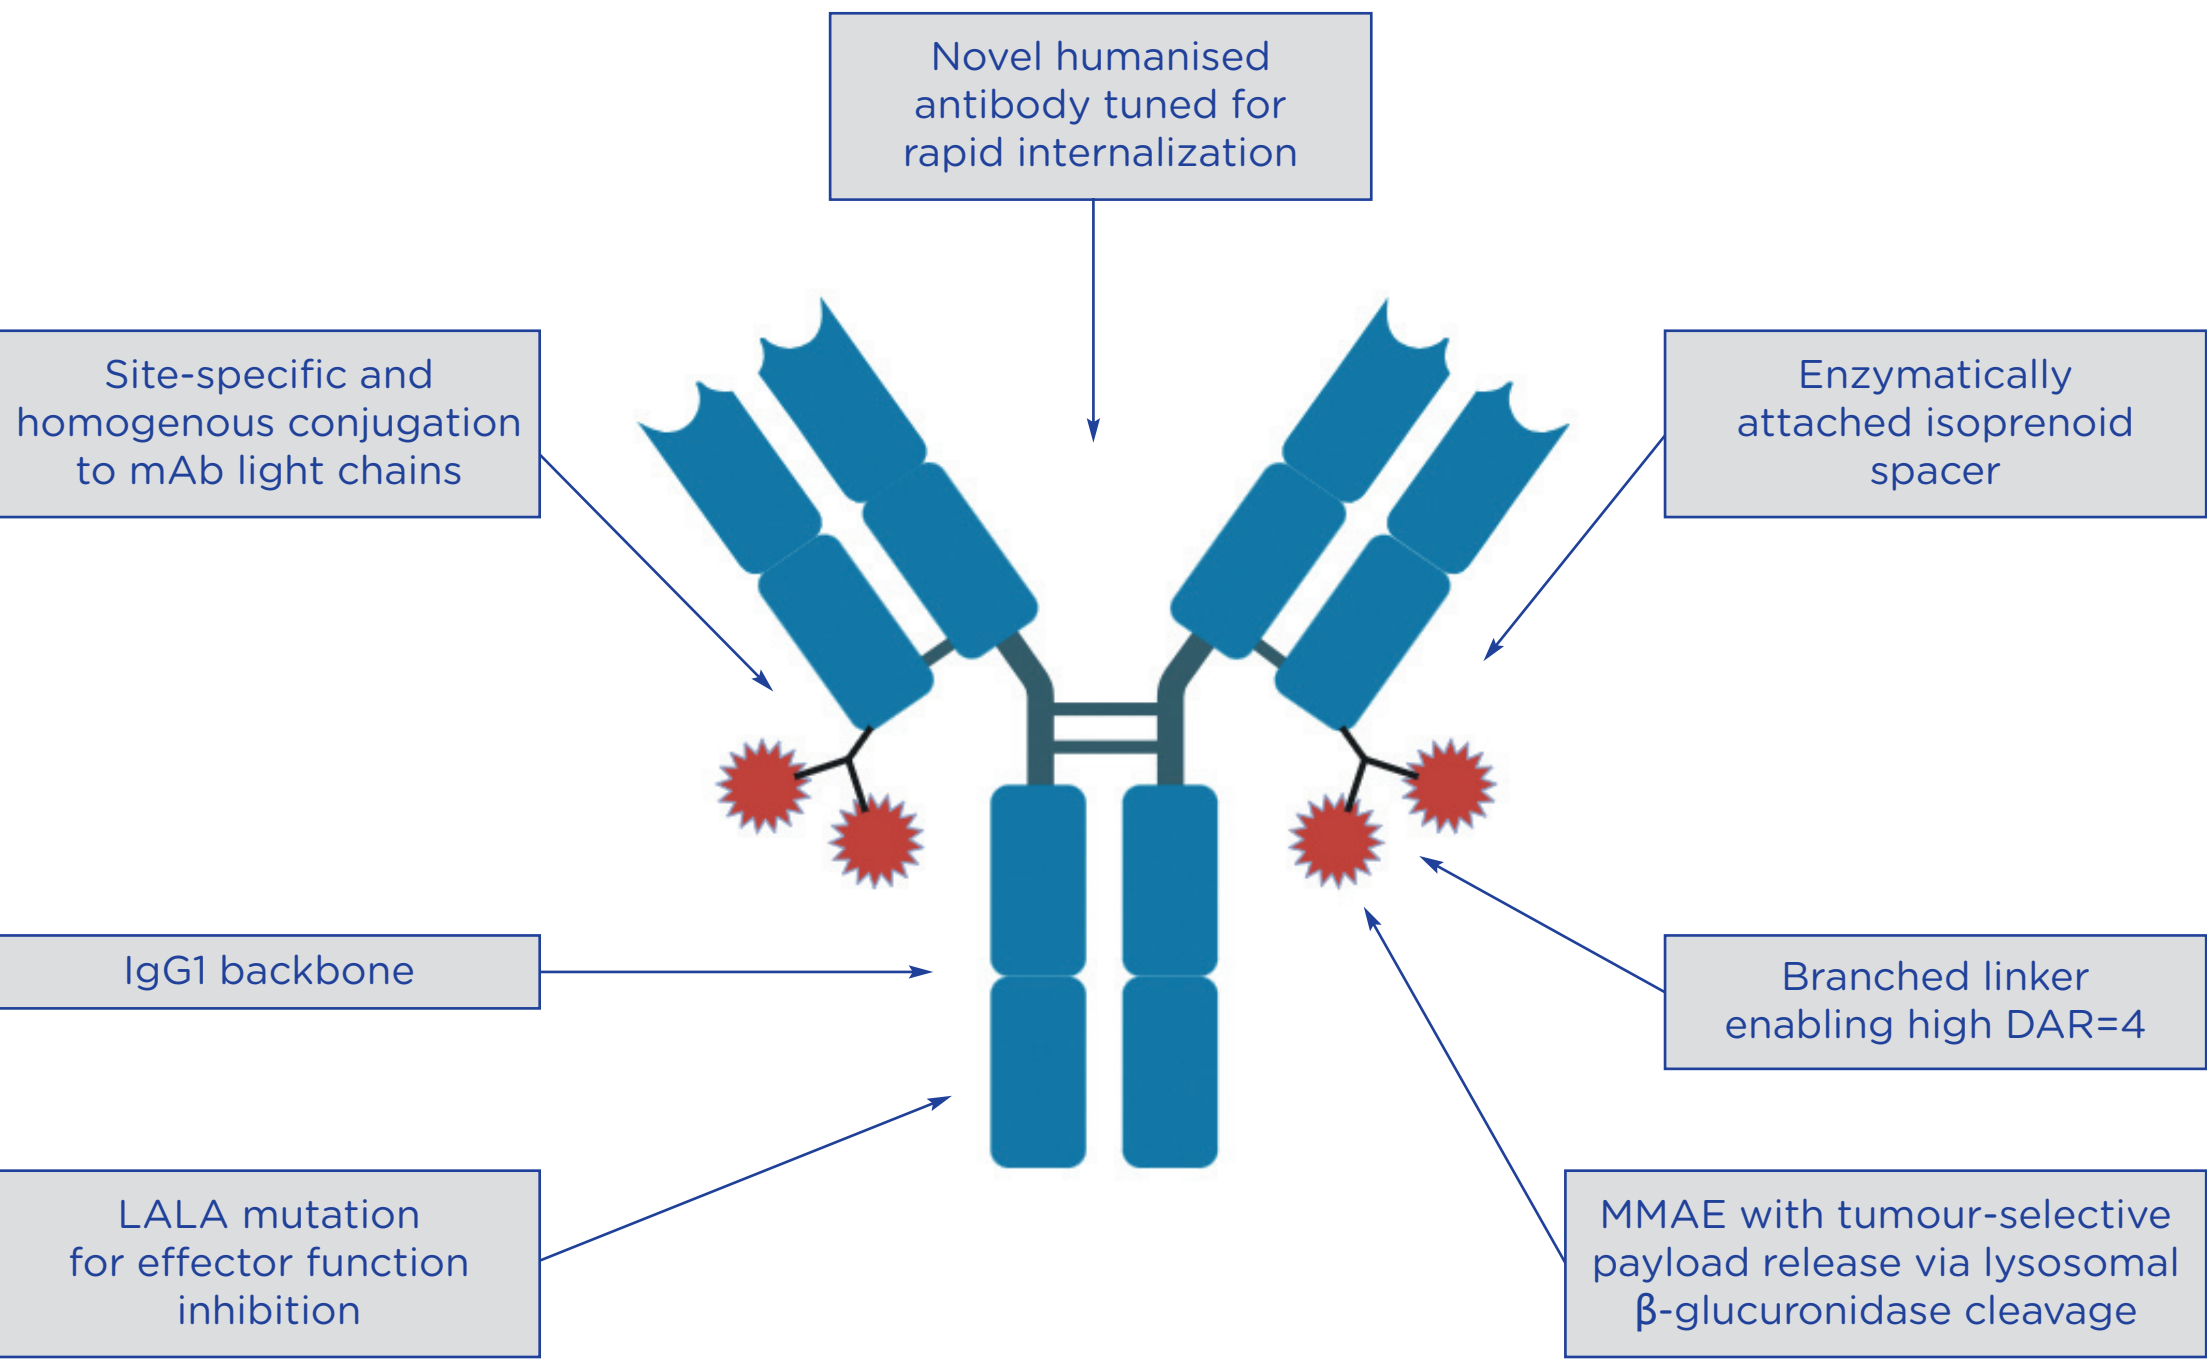 Novel humanised
antibody tuned for
rapid internalization
Site-specific and
homogenous conjugation
to mAb light chains
Enzymatically
attached isoprenoid
spacer
IgG1 backbone
Branched linker
enabling high DAR=4
LALA mutation
for effector function
inhibition
MMAE with tumour-selective
payload release via lysosomal
β-glucuronidase cleavage